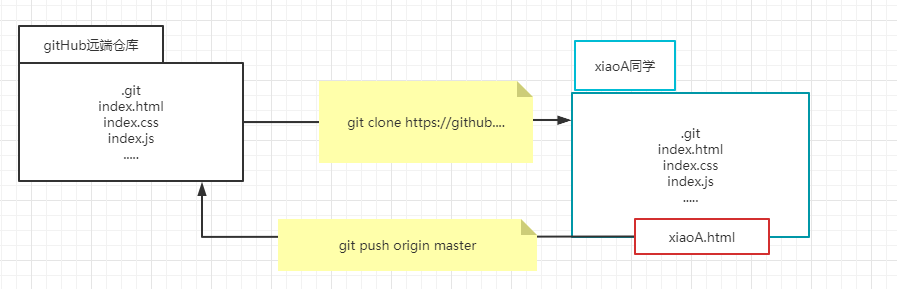 gitHub远端仓库
.git
index.html
index.css
index.js
.....
git clone https://github....
xiaoA同学
.git
index.html
index.css
index.js
.....
xiaoA.html
git push origin master